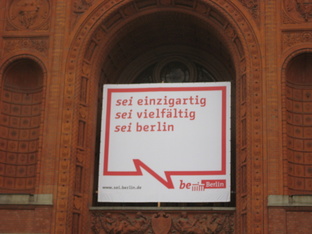 sei einzigartig
sei vielfältig
sei berlin
www.sei.berlin.de
be Berlin